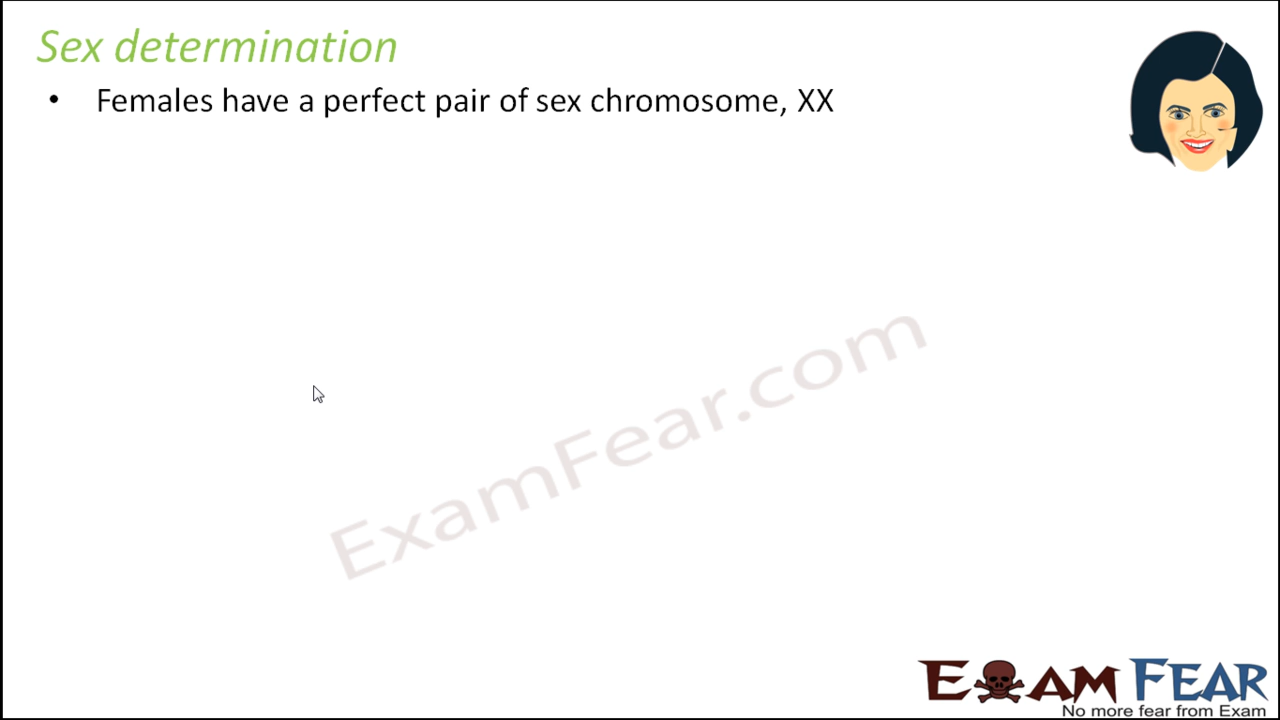 Sex determination
• Females have a perfect pair of sex chromosome, XX
ExamFear.com
EXAM FEAR
No more fear from Exam